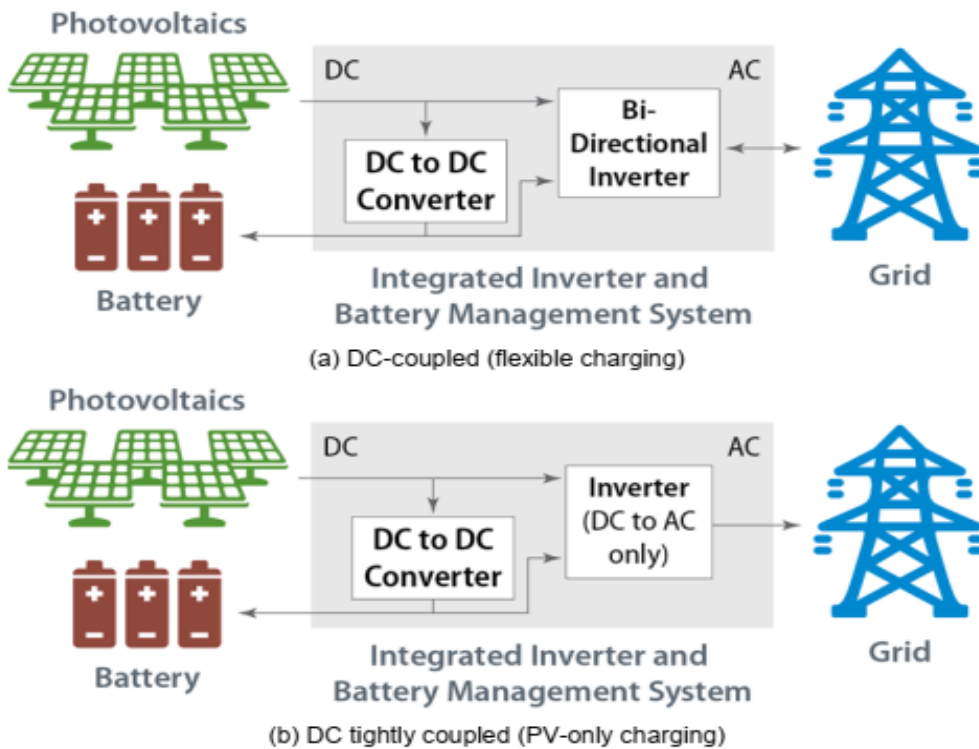 Photovoltaics
DC
AC
Bi-
Directional
Inverter
DC to DC
Converter
Battery
Grid
Integrated Inverter and
Battery Management System
(a) DC-coupled (flexible charging)
Photovoltaics
DC
AC
Inverter
(DC to AC
only)
DC to DC
Converter
Battery
Grid
Integrated Inverter and
Battery Management System
(b) DC tightly coupled (PV-only charging)